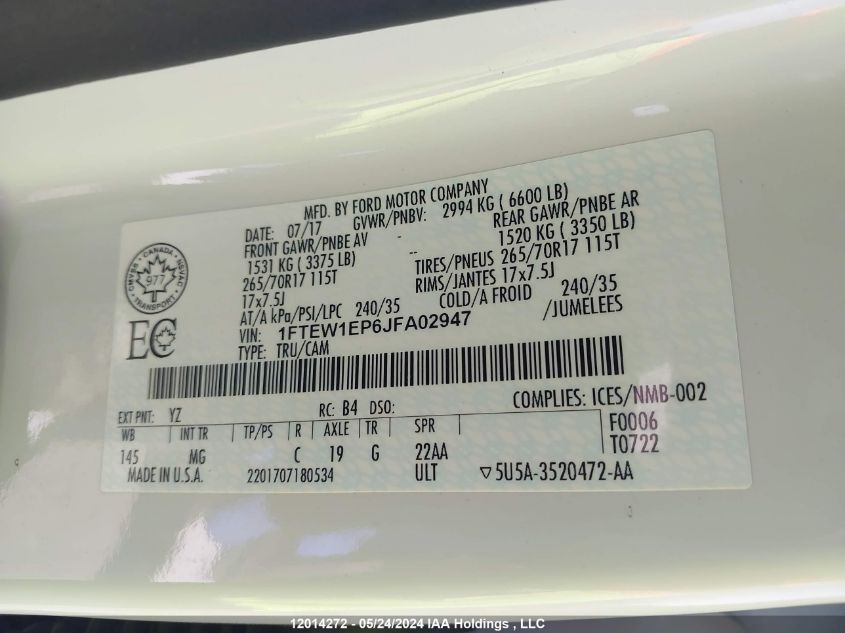 MFD. BY FORD MOTOR COMPANY
DATE: 07/17 GVWR/PNBV: 2994 KG ( 6600 LB)
FRONT GAWR/PNBE AV - REAR GAWR/PNBE AR
1531 KG ( 3375 LB) -- 1520 KG ( 3350 LB)
265/70R17 115T TIRES/PNEUS 265/70R17 115T
17x7.5J RIMS/JANTES 17x7.5J
AT/A kPa/PSI/LPC 240/35 COLD/A FROID 240/35
VIN: 1FTEW1EP6JFA02947 /JUMELEES
TYPE: TRU/CAM
CANADA
977
TRANSPORT
EC
COMPLIES: ICES/NMB-002
EXT PNT: YZ RC: B4 DSO:
WB INT TR TP/PS R AXLE TR SPR F0006
145 MG C 19 G 22AA T0722
MADE IN U.S.A. 2201707180534 ULT ▽5U5A-3520472-AA
12014272 - 05/24/2024 IAA Holdings , LLC